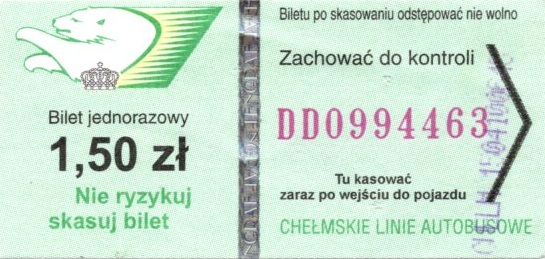 Bilet jednorazowy
1,50 zł
Nie ryzykuj
skasuj bilet
Biletu po skasowaniu odstępować nie wolno
Zachować do kontroli
DD0994463
Tu kasować
zaraz po wejściu do pojazdu
CHEŁMSKIE LINIE AUTOBUSOWE